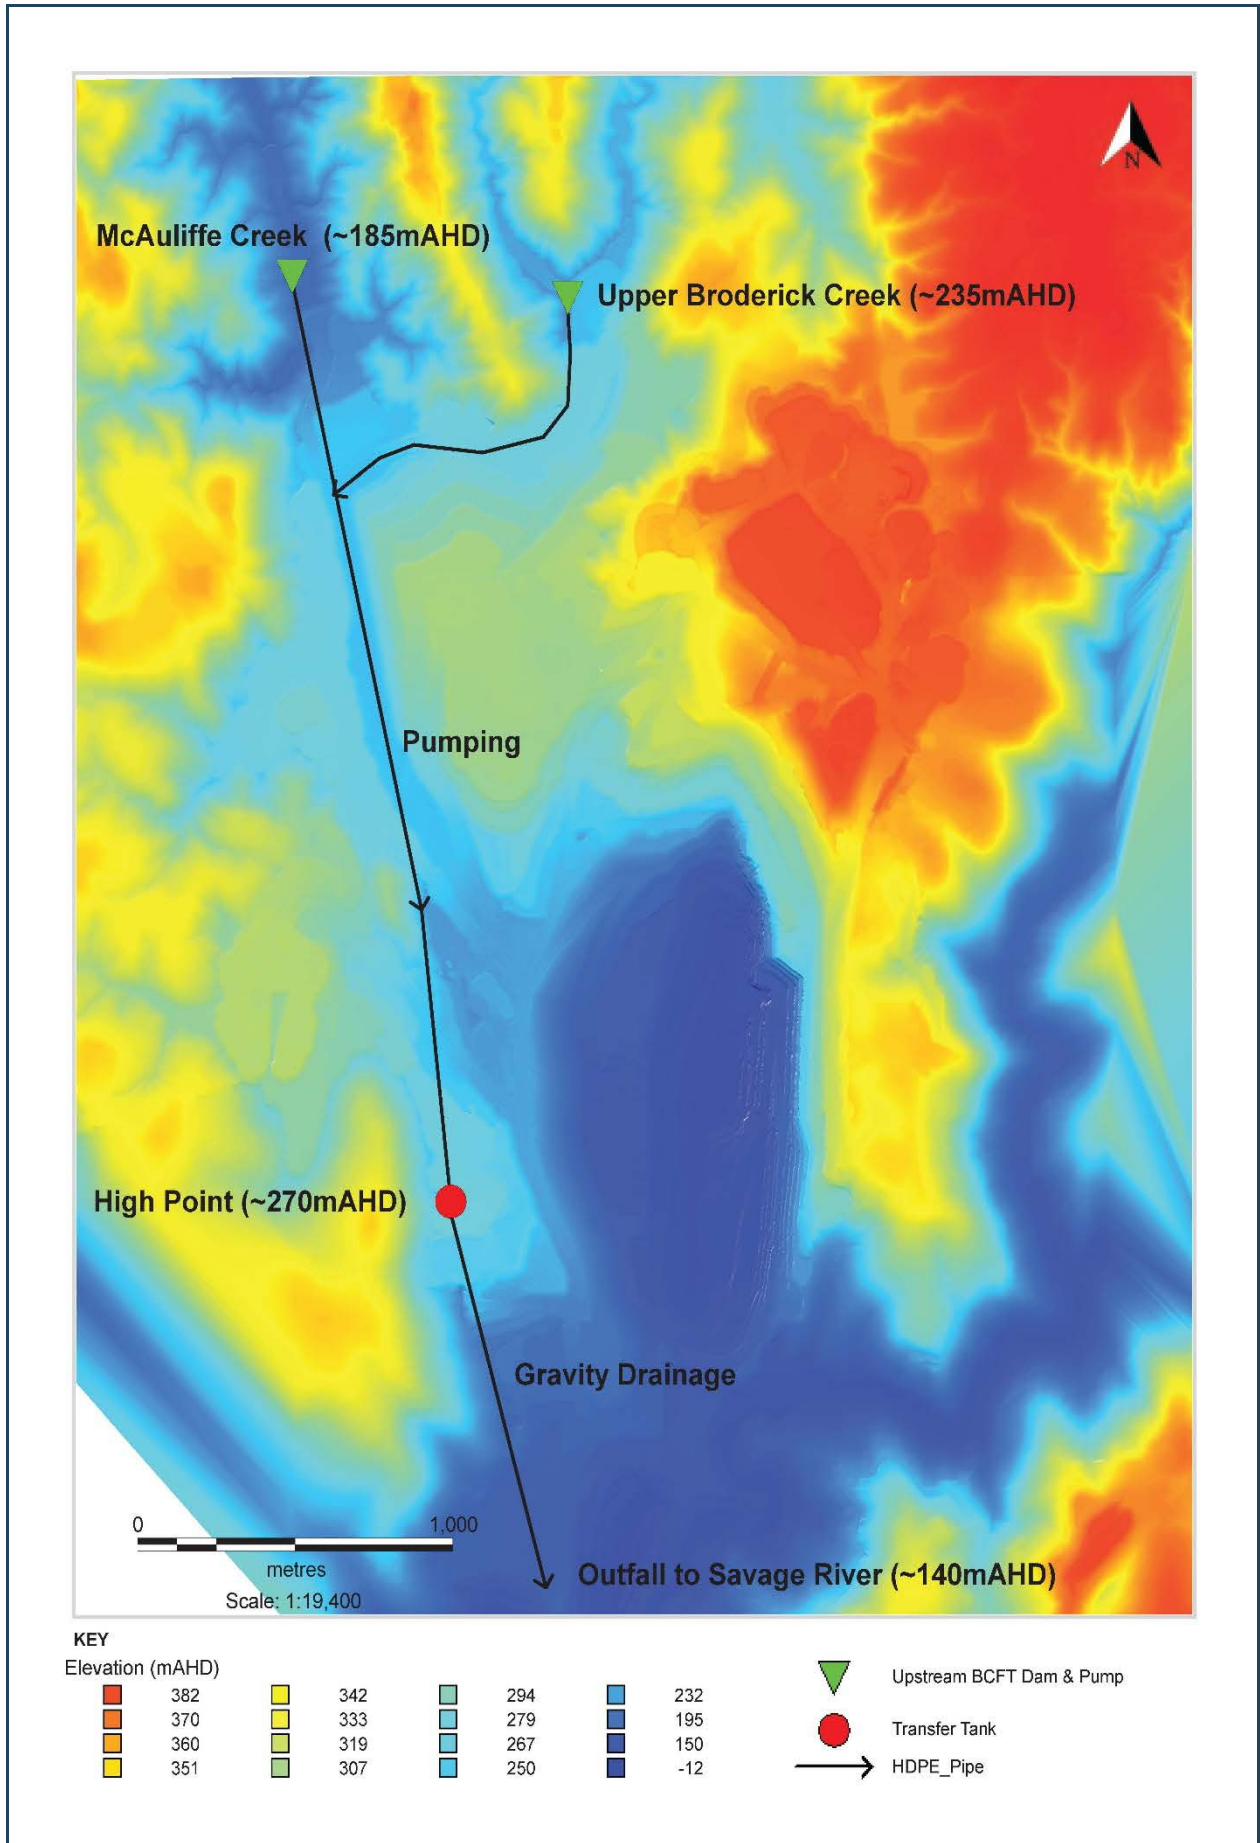 N
McAuliffe Creek (~185mAHD)
Upper Broderick Creek (~235mAHD)
Pumping
High Point (~270mAHD)
Gravity Drainage
0 1,000
metres
Scale: 1:19,400
Outfall to Savage River (~140mAHD)
KEY
Elevation (mAHD)
382 342 294 232
370 333 279 195
360 319 267 150
351 307 250 -12
Upstream BCFT Dam & Pump
Transfer Tank
HDPE_Pipe